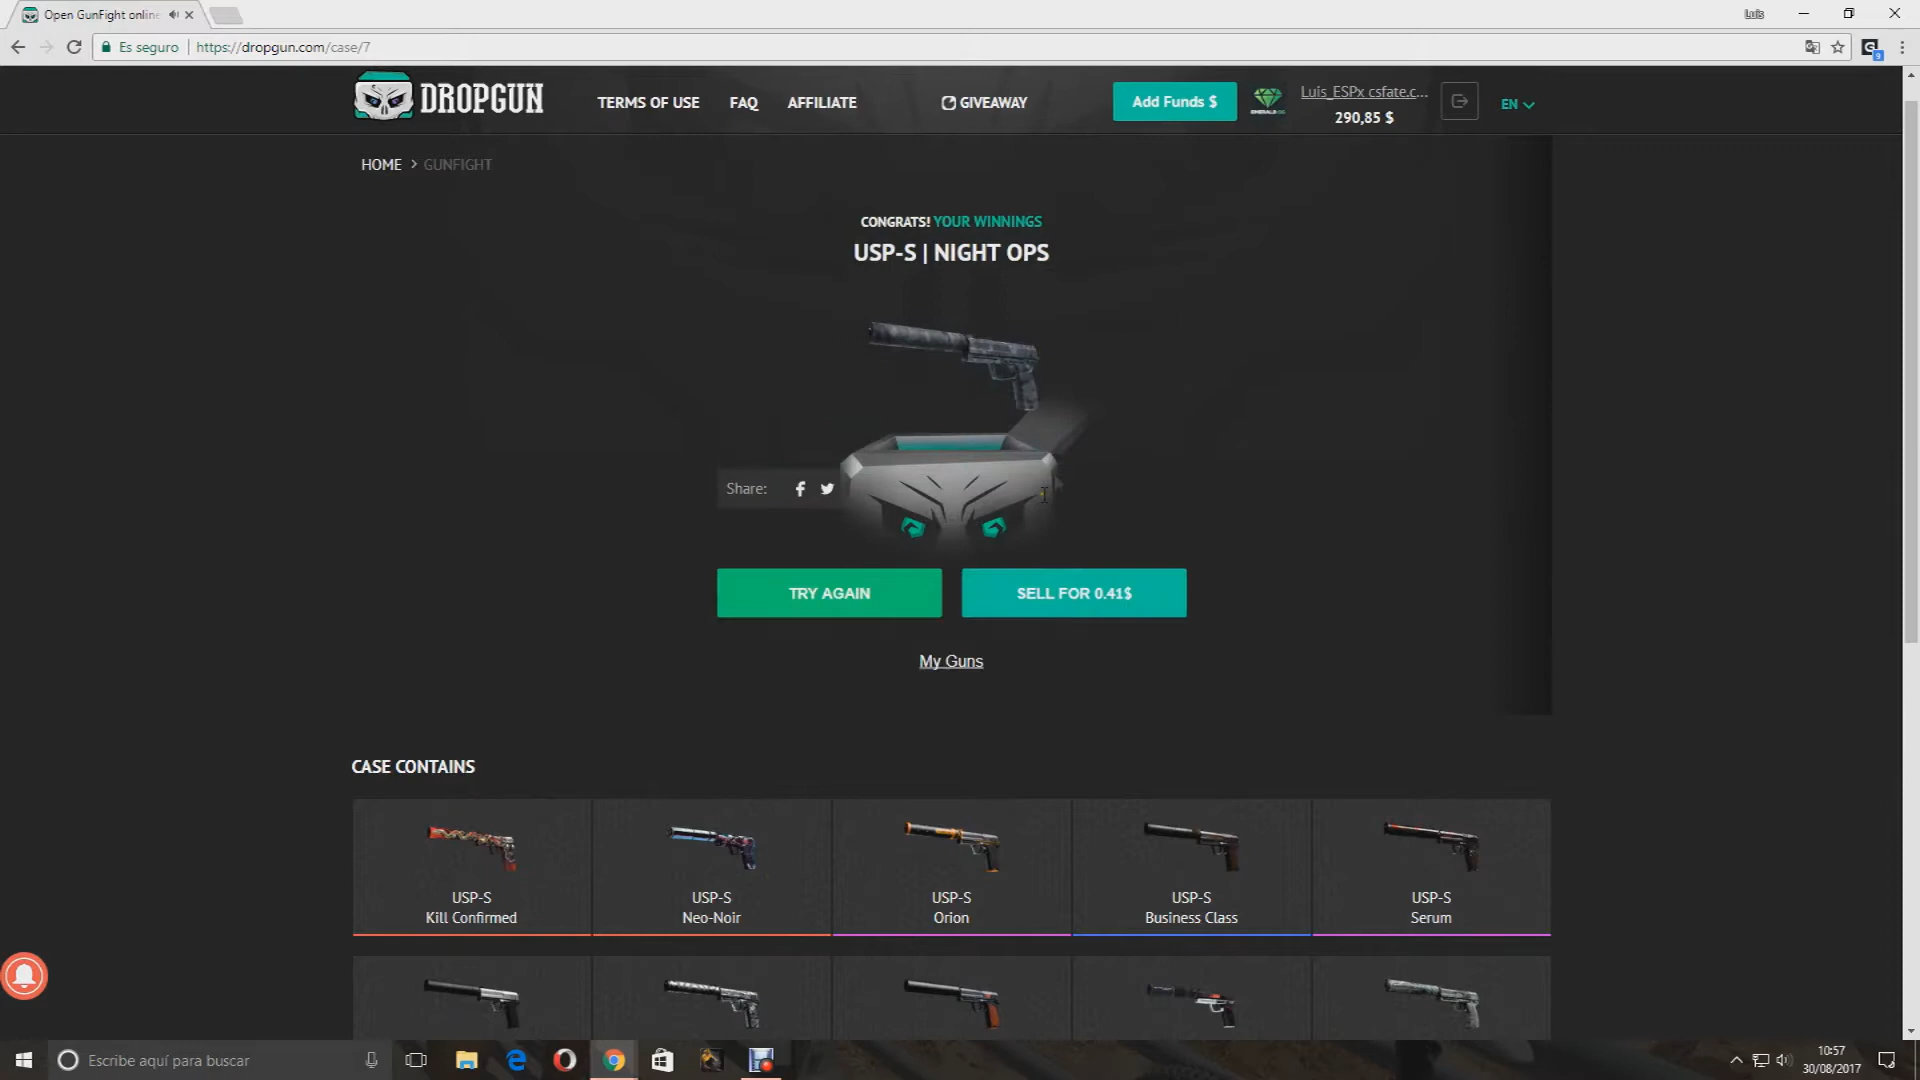 Open GunFight onlin
Luis
Es seguro
https://dropgun.com/case/7
DROPGUN
TERMS OF USE
FAQ
AFFILIATE
GIVEAWAY
Add Funds $
Luis_ESPx csfate.c...
290,85 $
EN
HOME > GUNFIGHT
CONGRATS! YOUR WINNINGS
USP-S | NIGHT OPS
Share:
TRY AGAIN
SELL FOR 0.41$
My Guns
CASE CONTAINS
USP-S
Kill Confirmed
USP-S
Neo-Noir
USP-S
Orion
USP-S
Business Class
USP-S
Serum
Escribe aquí para buscar
10:57
30/08/2017